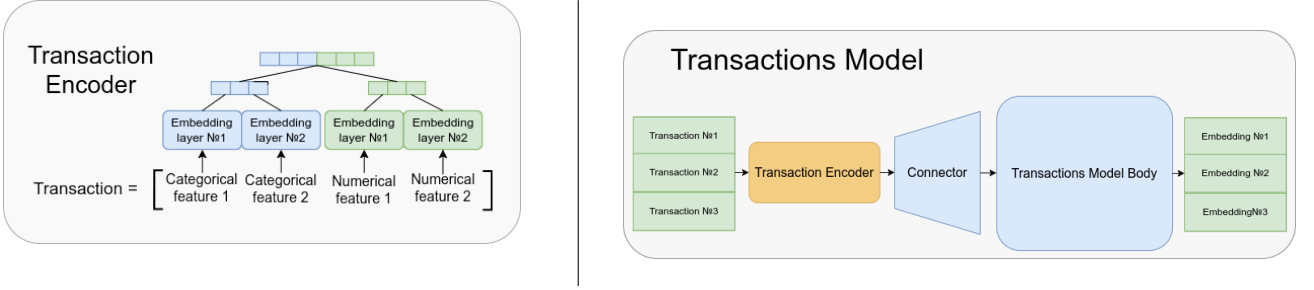 Transaction
Encoder
Embedding
layer №1
Embedding
layer №2
Embedding
layer №1
Embedding
layer №2
Transaction =
Categorical
feature 1
Categorical
feature 2
Numerical
feature 1
Numerical
feature 2
Transactions Model
Transaction №1
Transaction №2
Transaction №3
Transaction Encoder
Connector
Transactions Model Body
Embedding №1
Embedding №2
Embedding№3